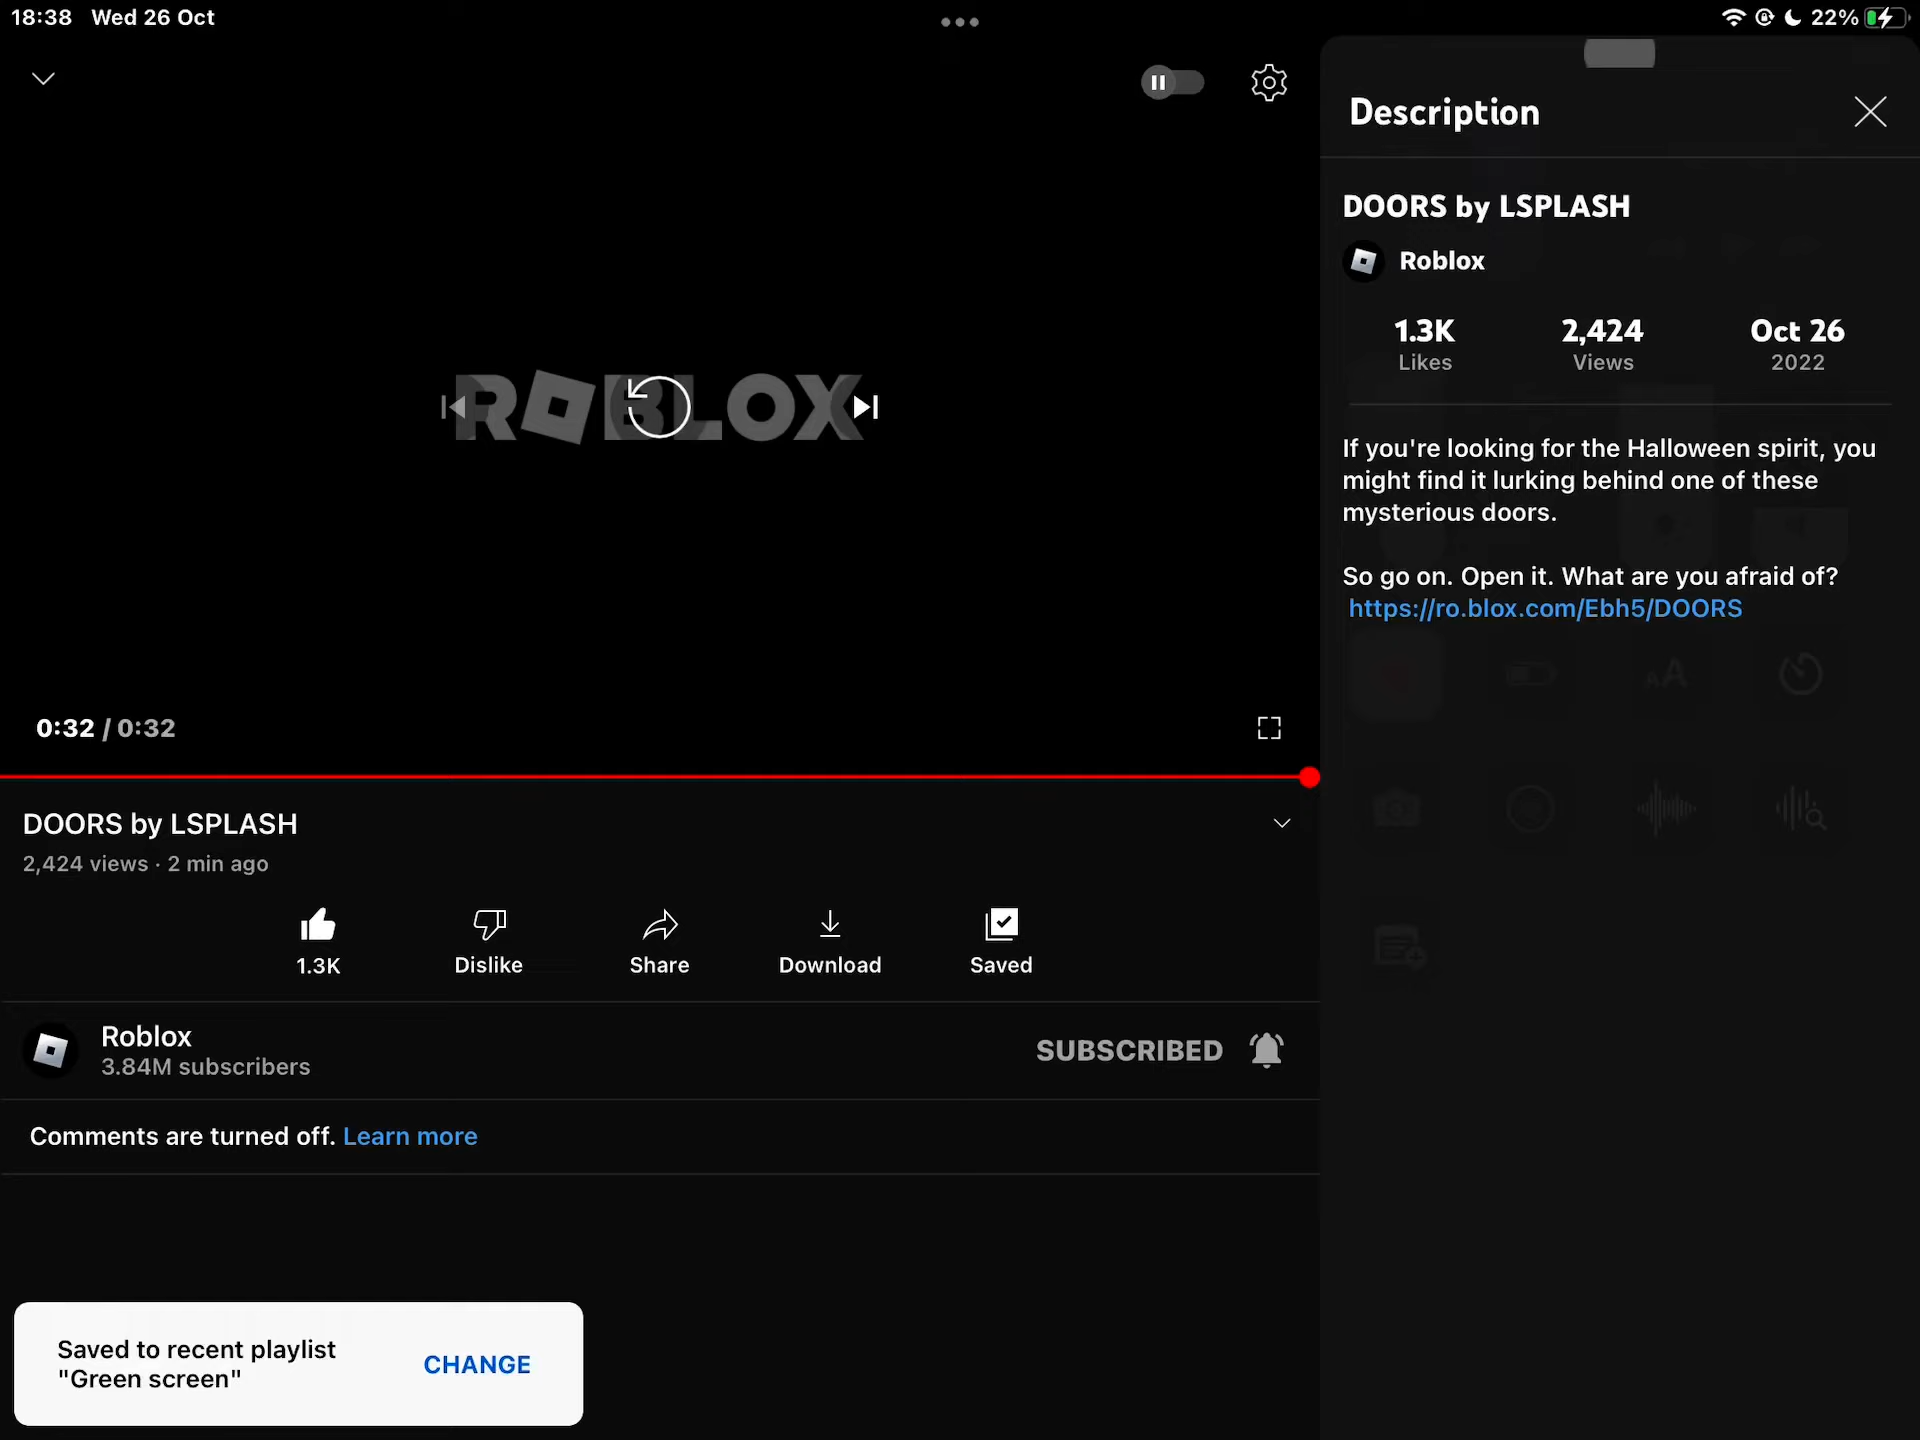 18:38 Wed 26 Oct
22%
ROBLOX
0:32 / 0:32
DOORS by LSPLASH
2,424 views · 2 min ago
1.3K
Dislike
Share
Download
Saved
Roblox
3.84M subscribers
SUBSCRIBED
Comments are turned off. Learn more
Saved to recent playlist
"Green screen"
CHANGE
Description
DOORS by LSPLASH
Roblox
1.3K 2,424 Oct 26
Likes Views 2022
If you're looking for the Halloween spirit, you
might find it lurking behind one of these
mysterious doors.
So go on. Open it. What are you afraid of?
https://ro.blox.com/Ebh5/DOORS
AA